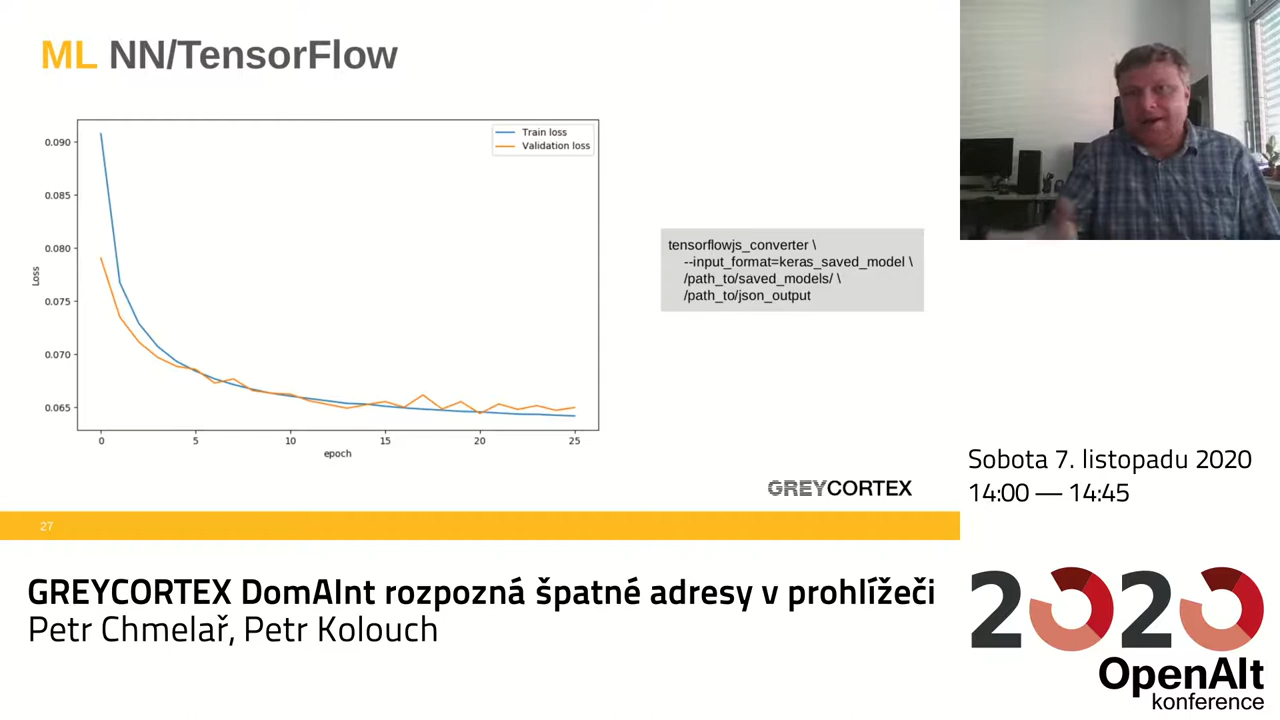 ML NN/TensorFlow
Train loss
Validation loss
0.090
0.085
0.080
0.075
0.070
0.065
Loss
0
5
10
15
20
25
epoch
tensorflowjs_converter \
--input_format=keras_saved_model \
/path_to/saved_models/ \
/path_to/json_output
GREYCORTEX
27
Sobota 7. listopadu 2020
14:00 — 14:45
GREYCORTEX DomAInt rozpozná špatné adresy v prohlížeči
Petr Chmelař, Petr Kolouch
2020
OpenAlt
konference